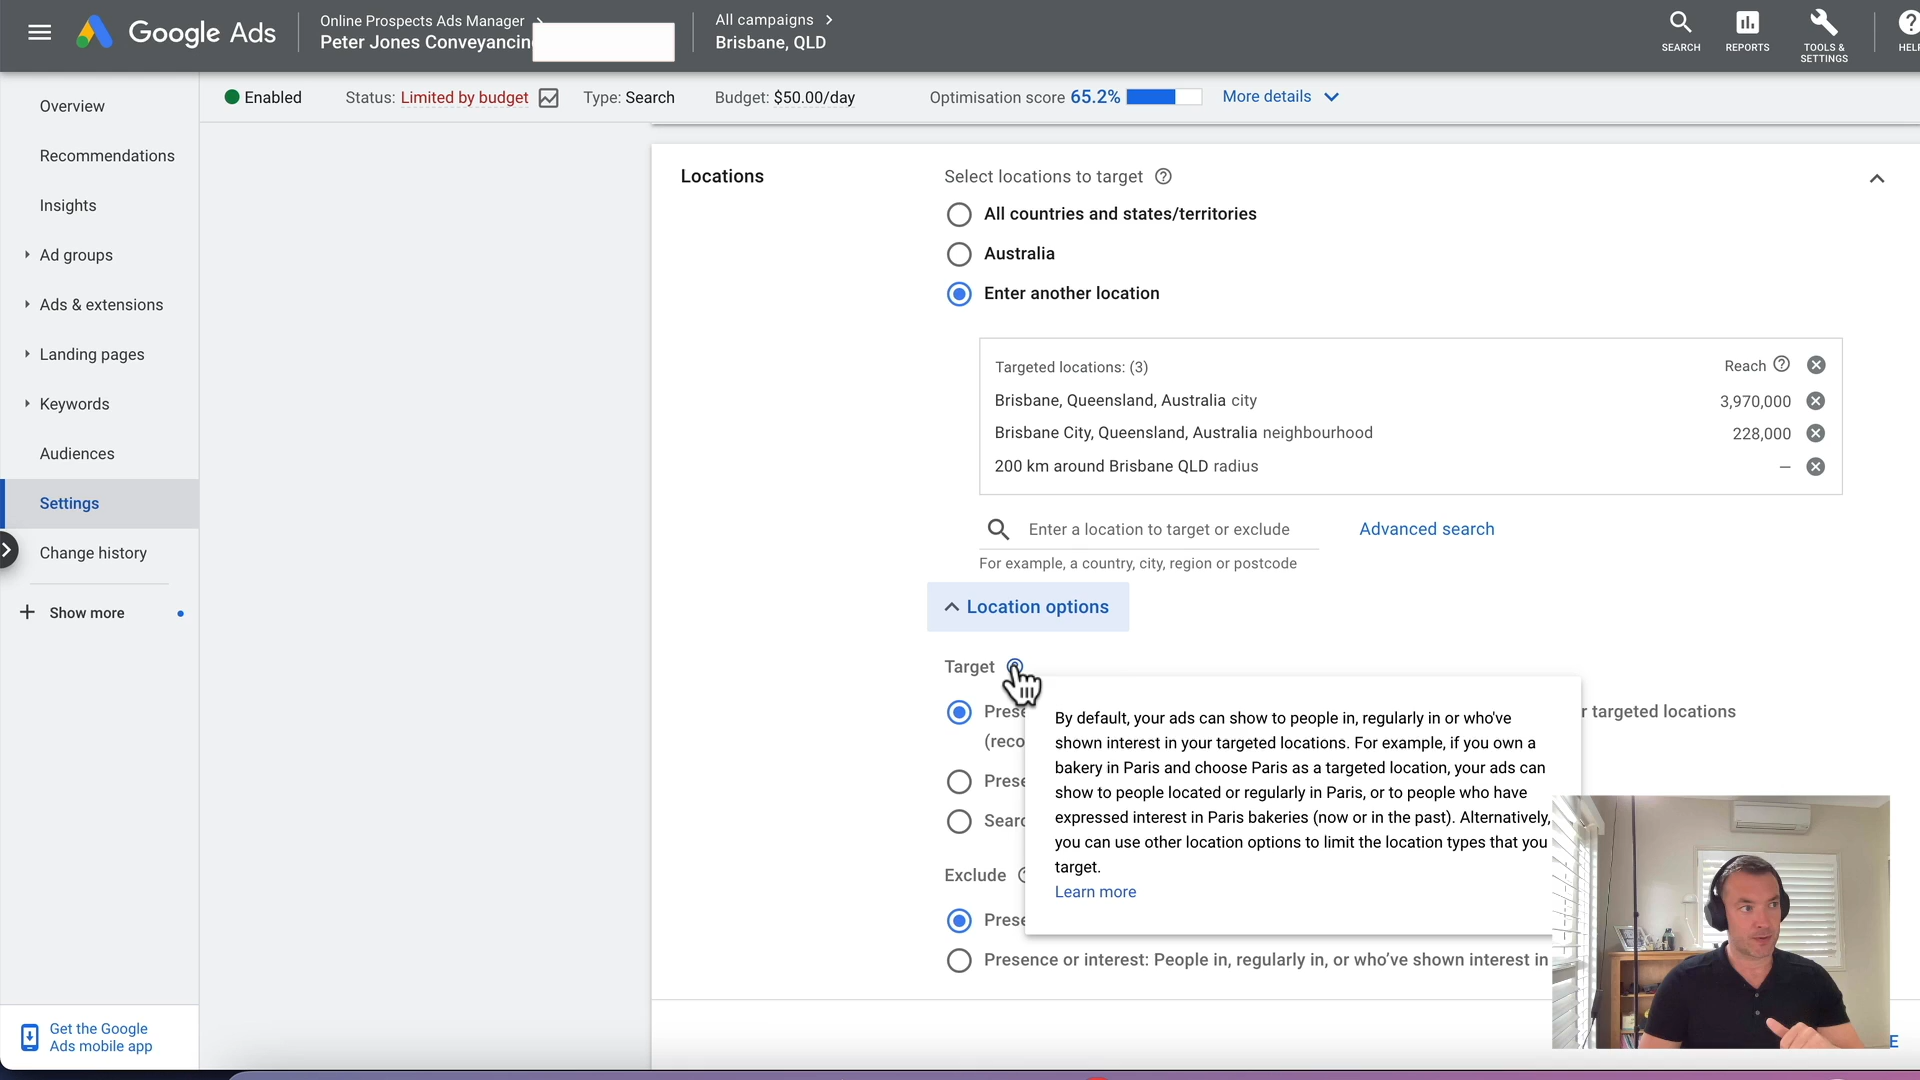 Google Ads
Online Prospects Ads Manager
Peter Jones Conveyancin
All campaigns
Brisbane, QLD
SEARCH
REPORTS
TOOLS &
SETTINGS
HELP
Overview
Recommendations
Insights
Ad groups
Ads & extensions
Landing pages
Keywords
Audiences
Settings
Change history
Show more
Get the Google
Ads mobile app
Enabled
Status: Limited by budget
Type: Search
Budget: $50.00/day
Optimisation score 65.2%
More details
Locations
Select locations to target
All countries and states/territories
Australia
Enter another location
Targeted locations: (3)
Reach
Brisbane, Queensland, Australia city
3,970,000
Brisbane City, Queensland, Australia neighbourhood
228,000
200 km around Brisbane QLD radius
–
Enter a location to target or exclude
Advanced search
For example, a country, city, region or postcode
Location options
Target
Prese
r targeted locations
(reco
Prese
Searc
By default, your ads can show to people in, regularly in or who've
shown interest in your targeted locations. For example, if you own a
bakery in Paris and choose Paris as a targeted location, your ads can
show to people located or regularly in Paris, or to people who have
expressed interest in Paris bakeries (now or in the past). Alternatively,
you can use other location options to limit the location types that you
target.
Learn more
Exclude
Prese
Presence or interest: People in, regularly in, or who've shown interest in
E